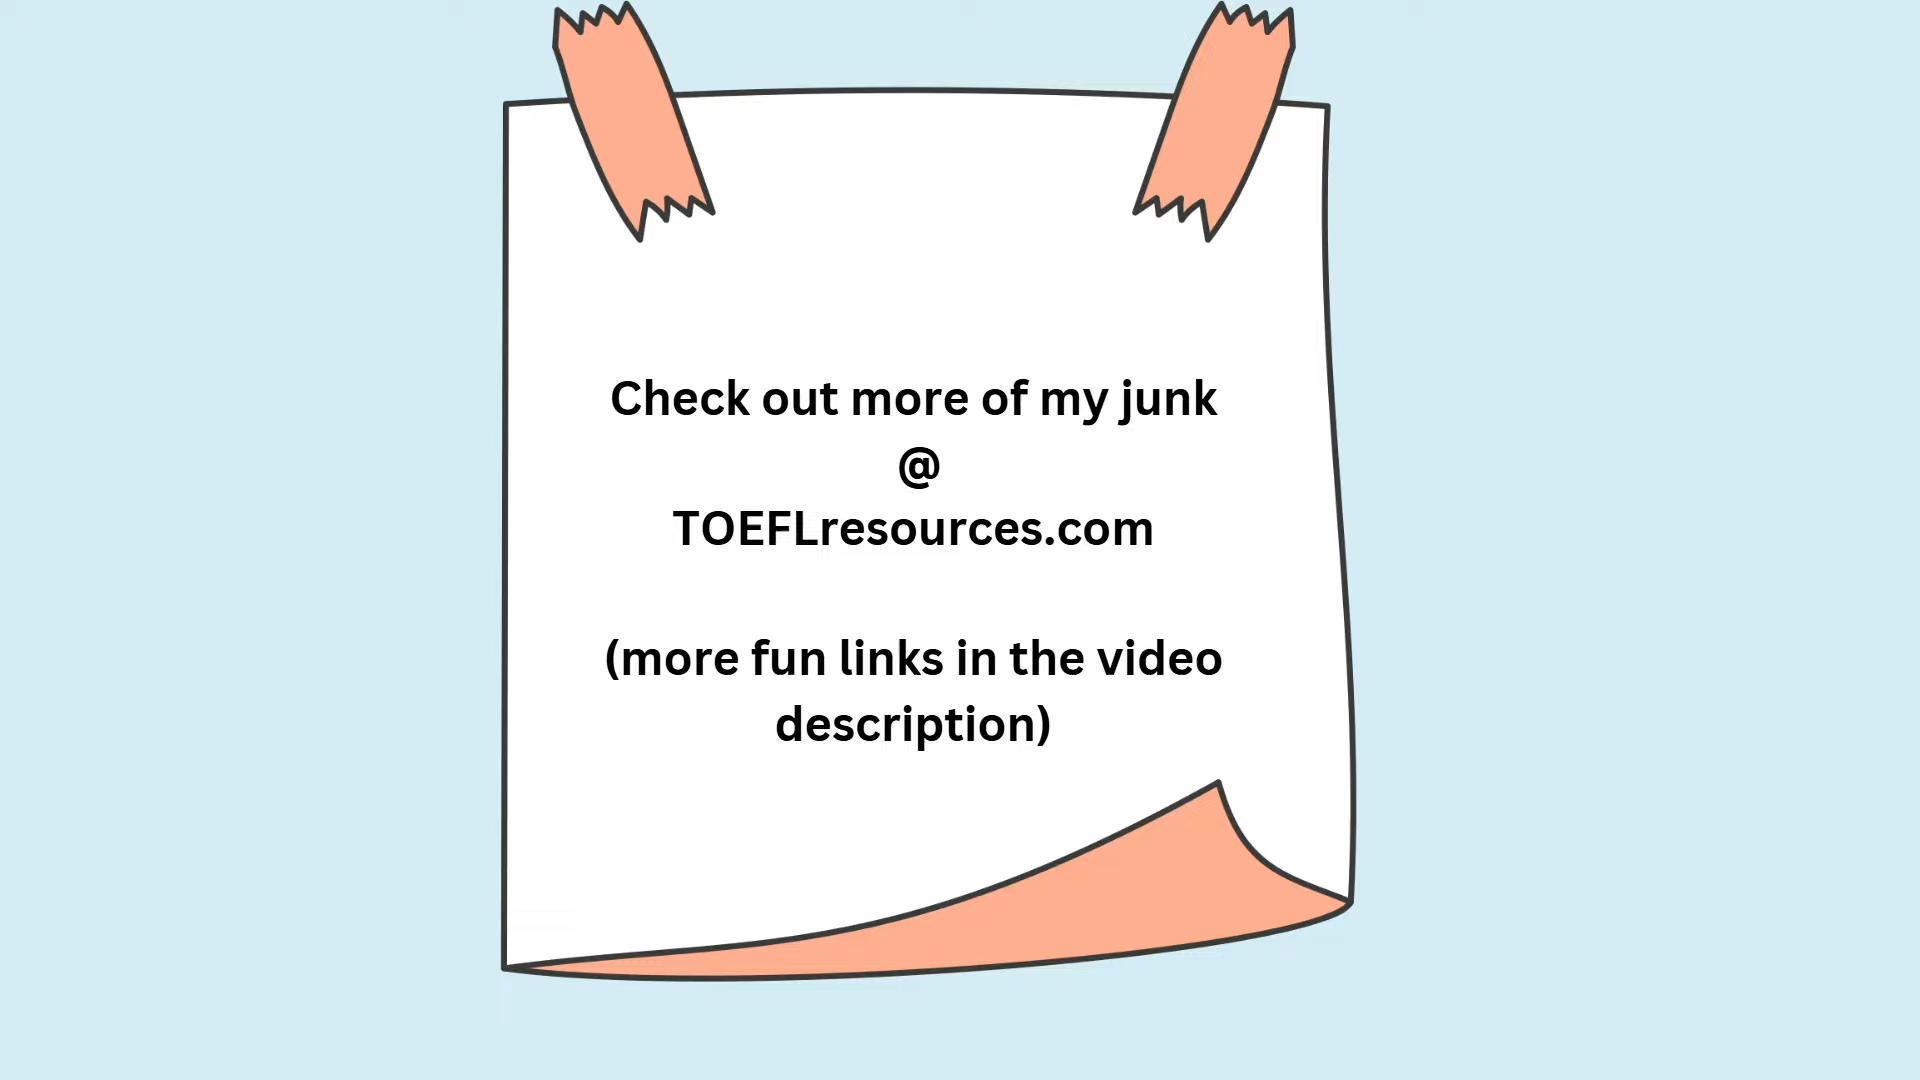 Check out more of my junk
@
TOEFLresources.com
(more fun links in the video
description)